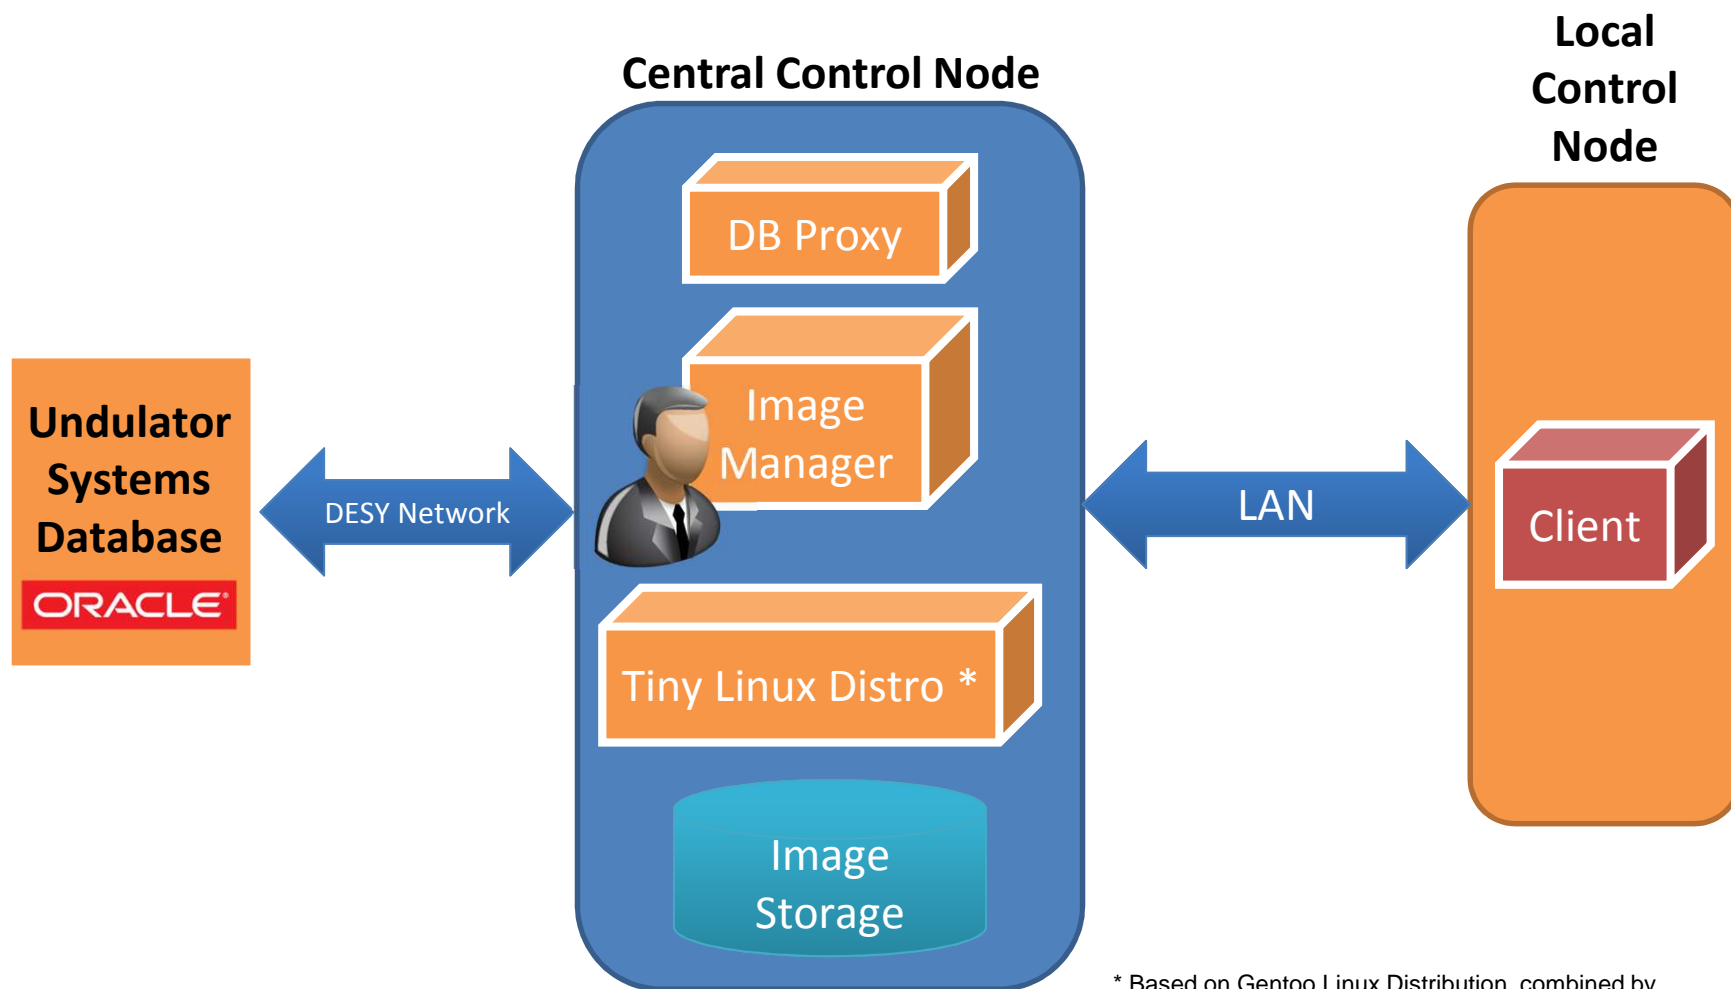 Central Control Node
Local
Control
Node
DB Proxy
Image
Manager
Undulator
Systems
Database
ORACLE®
DESY Network
LAN
Client
Tiny Linux Distro *
Image
Storage
* Based on Gentoo Linux Distribution, combined by